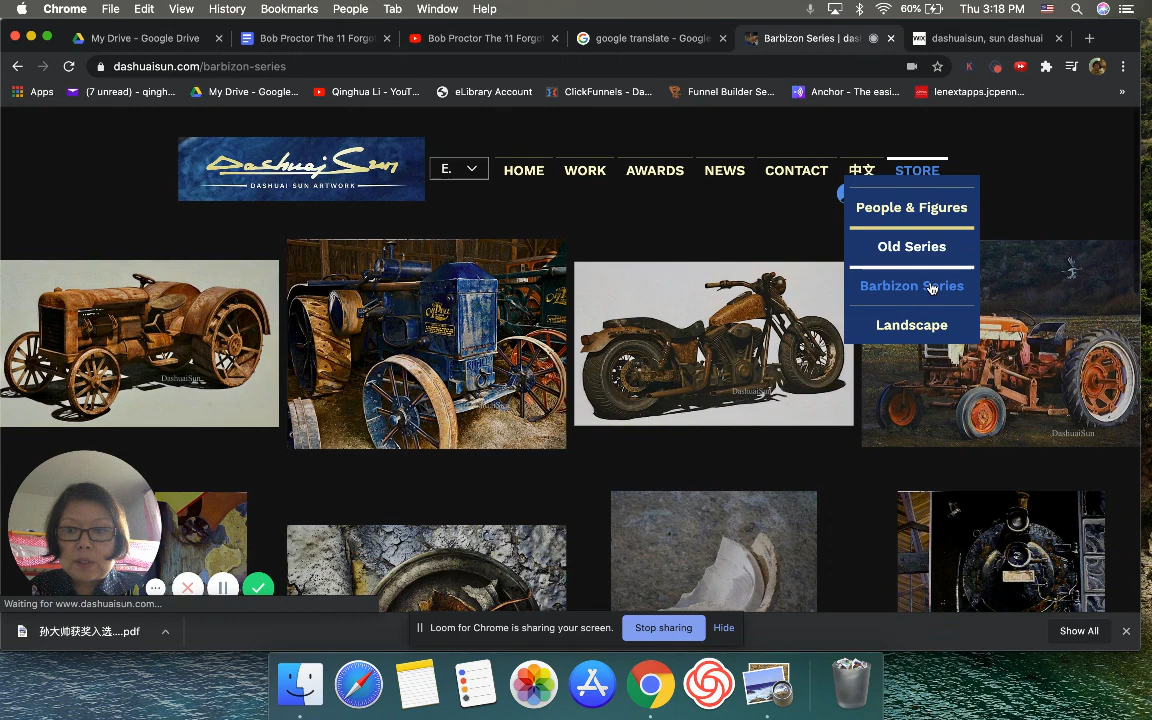 Chrome File Edit View History Bookmarks People Tab Window Help 60% Thu 3:18 PM
My Drive - Google Drive Bob Proctor The 11 Forgot Bob Proctor The 11 Forgot google translate - Google Barbizon Series | das dashuaisun, sun dashuai
dashuaisun.com/barbizon-series
Apps (7 unread) - qingh... My Drive - Google... Qinghua Li - YouT... eLibrary Account ClickFunnels - Da... Funnel Builder Se... Anchor - The easi... lenextapps.jcpenn... »
Dashuai Sun
DASHUAI SUN ARTWORK
E. HOME WORK AWARDS NEWS CONTACT 中文 STORE
People & Figures
Old Series
Barbizon Series
Landscape
DashuaiSun
DashuaiSun
DashuaiSun
Waiting for www.dashuaisun.com...
孙大帅获奖入选....pdf
Loom for Chrome is sharing your screen. Stop sharing Hide
Show All